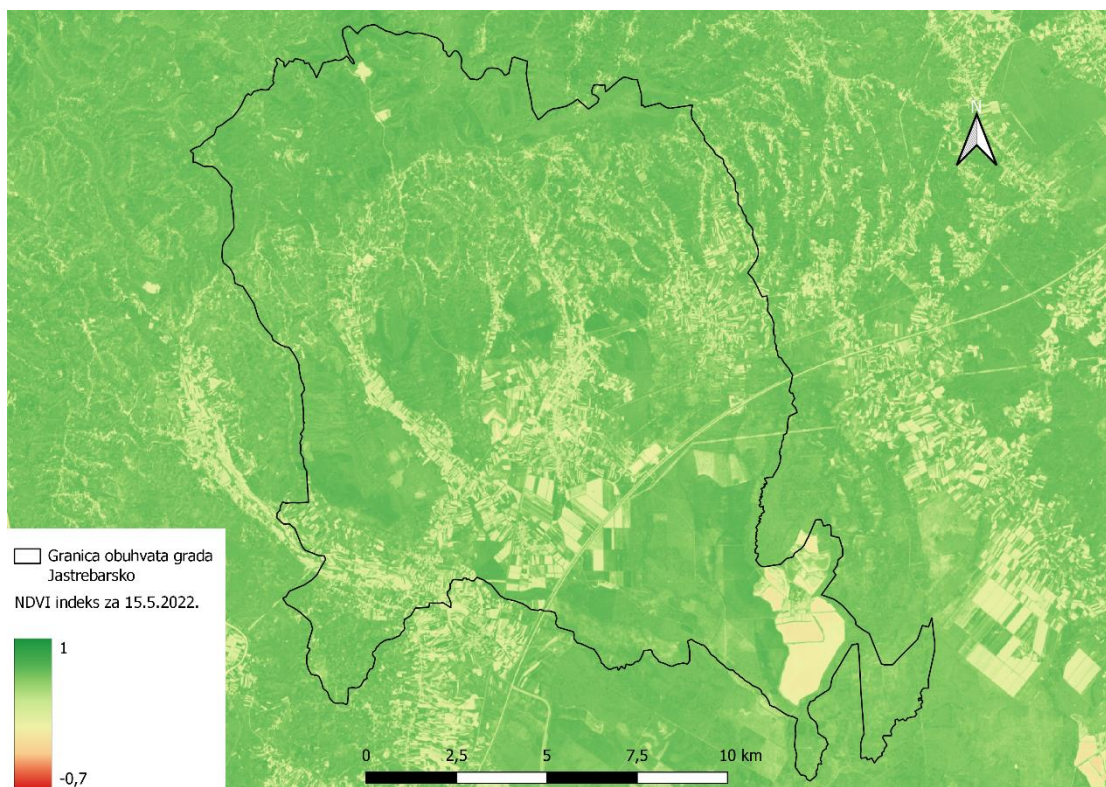 N
Granica obuhvata grada
Jastrebarsko
NDVI indeks za 15.5.2022.
1
-0,7
0 2,5 5 7,5 10 km